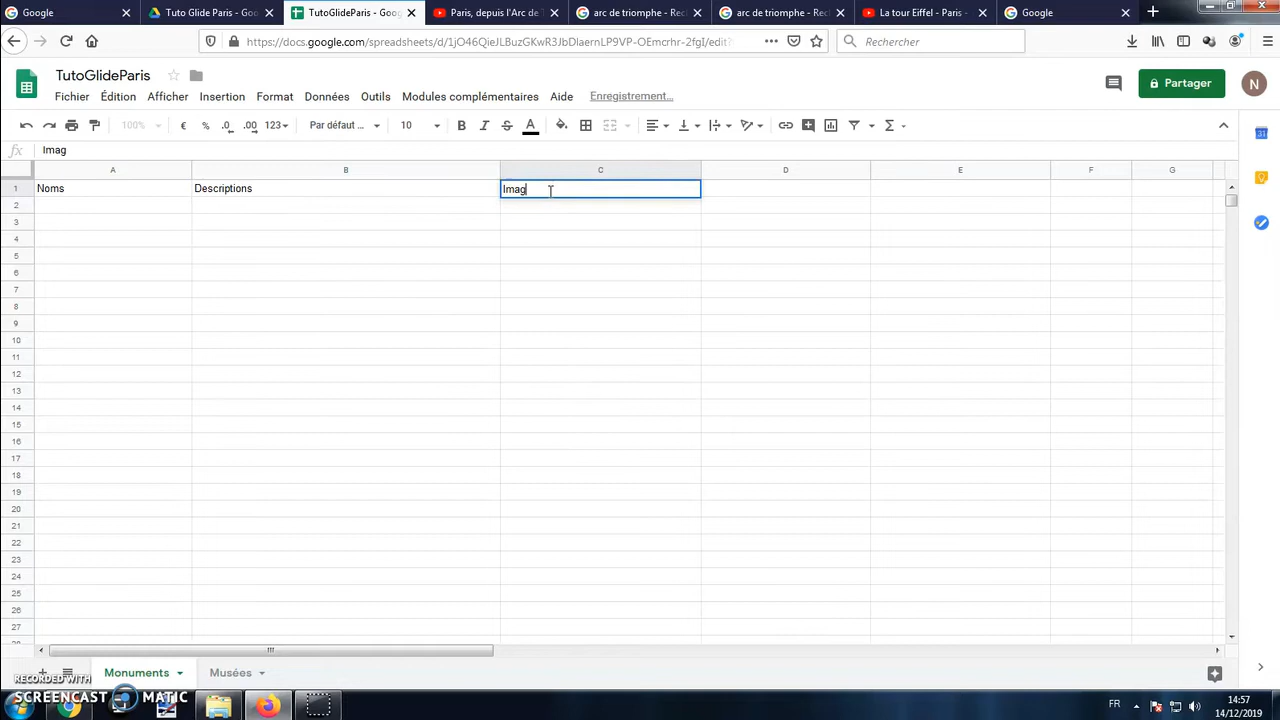 Google
Tuto Glide Paris - Goo
TutoGlideParis - Goog
Paris, depuis l'Arc de
arc de triomphe - Recl
arc de triomphe - Recl
La tour Eiffel - Pari
Google
https://docs.google.com/spreadsheets/d/1jO46QieJLBuzGKwR3JbDlaernLP9VP-OEmcrhr-2fgI/edit?
Rechercher
TutoGlideParis
Partager
N
Fichier Édition Afficher Insertion Format Données Outils Modules complémentaires Aide Enregistrement…
100% € % .0 .00 123 Par défaut ... 10 B I S A Σ
fx Imag
A B C D E F G
1 Noms Descriptions Imag
2
3
4
5
6
7
8
9
10
11
12
13
14
15
16
17
18
19
20
21
22
23
24
25
26
27
Monuments Musées
RECORDED WITH
SCREENCAST MATIC
FR
14:57
14/12/2019